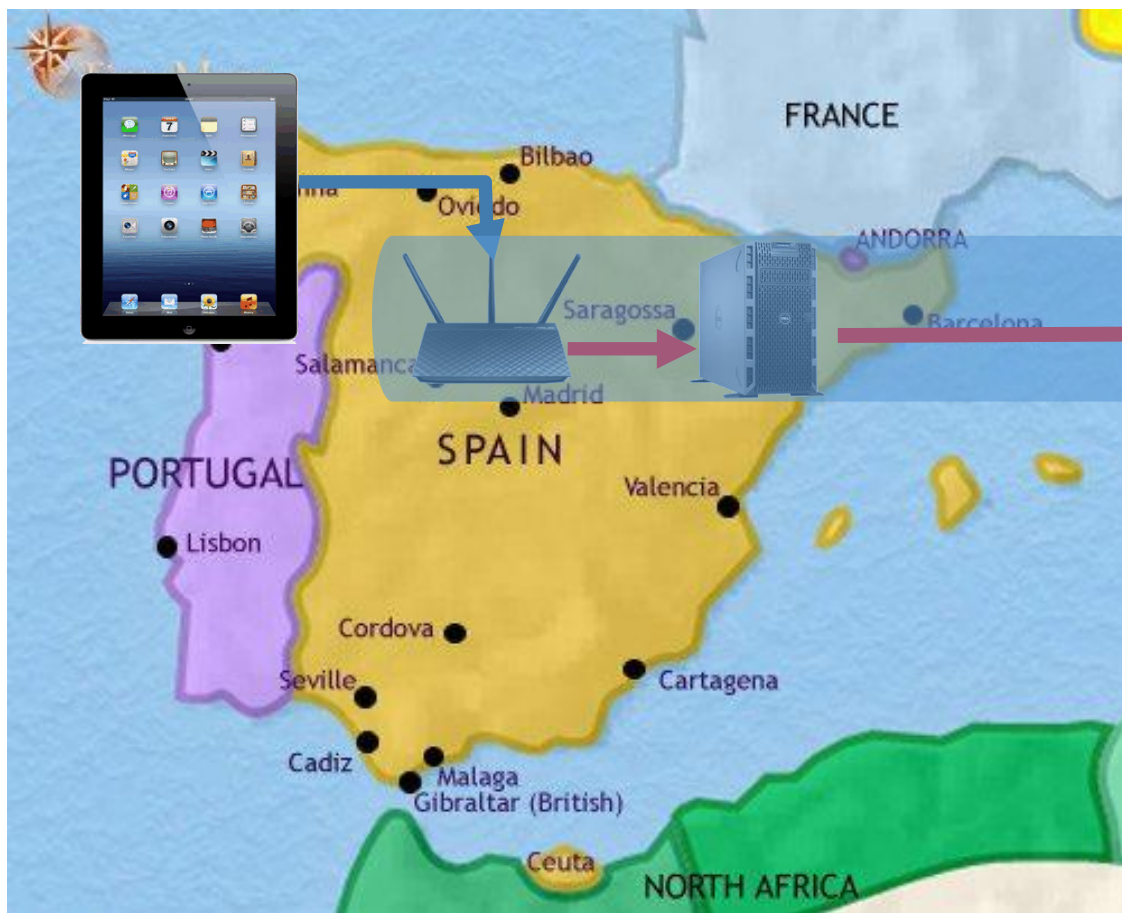 FRANCE
Bilbao
Oviedo
ANDORRA
Saragossa
Barcelona
Salamanca
Madrid
SPAIN
PORTUGAL
Valencia
Lisbon
Cordova
Seville
Cartagena
Cadiz
Malaga
Gibraltar (British)
Ceuta
NORTH AFRICA
7